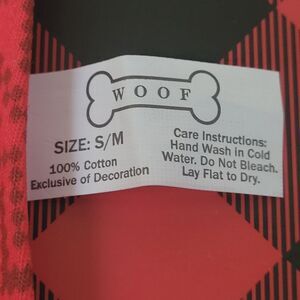 WOOF
SIZE: S/M
100% Cotton
Exclusive of Decoration
Care Instructions:
Hand Wash in Cold
Water. Do Not Bleach.
Lay Flat to Dry.